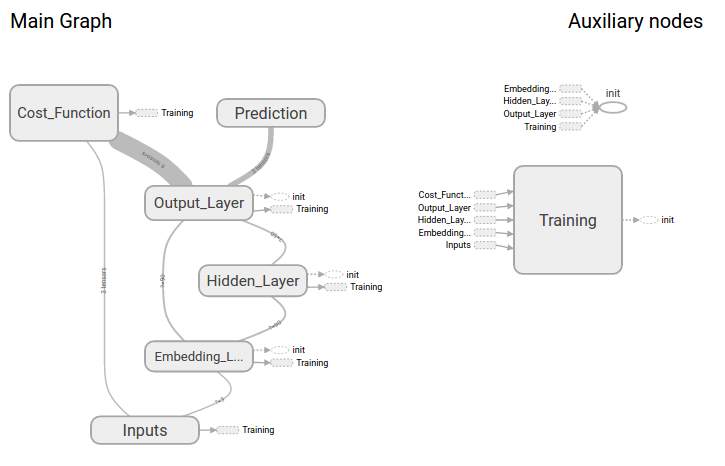 Main Graph
Auxiliary nodes
Cost_Function
Training
Prediction
Output_Layer
init
Training
Hidden_Layer
init
Training
Embedding_L...
init
Training
3 tensors
Inputs
Training
Embedding...
Hidden_Lay...
Output_Layer
Training
init
Cost_Funct...
Output_Layer
Hidden_Lay...
Embedding...
Inputs
Training
init